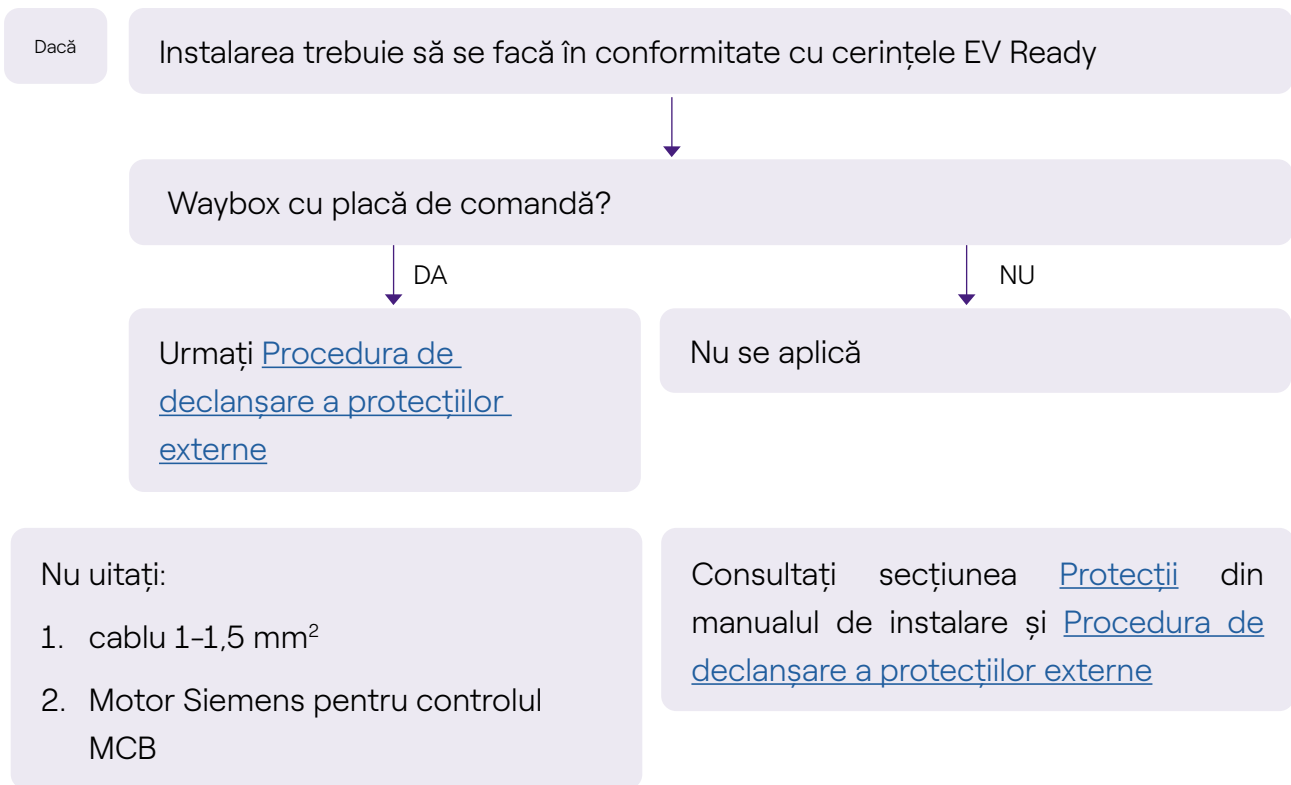 Dacă
Instalarea trebuie să se facă în conformitate cu cerințele EV Ready
Waybox cu placă de comandă?
DA
NU
Urmați Procedura de
declanșare a protecțiilor
externe
Nu se aplică
Nu uitați:
1. cablu 1-1,5 mm²
2. Motor Siemens pentru controlul
MCB
Consultați secțiunea Protecții din
manualul de instalare și Procedura de
declanșare a protecțiilor externe